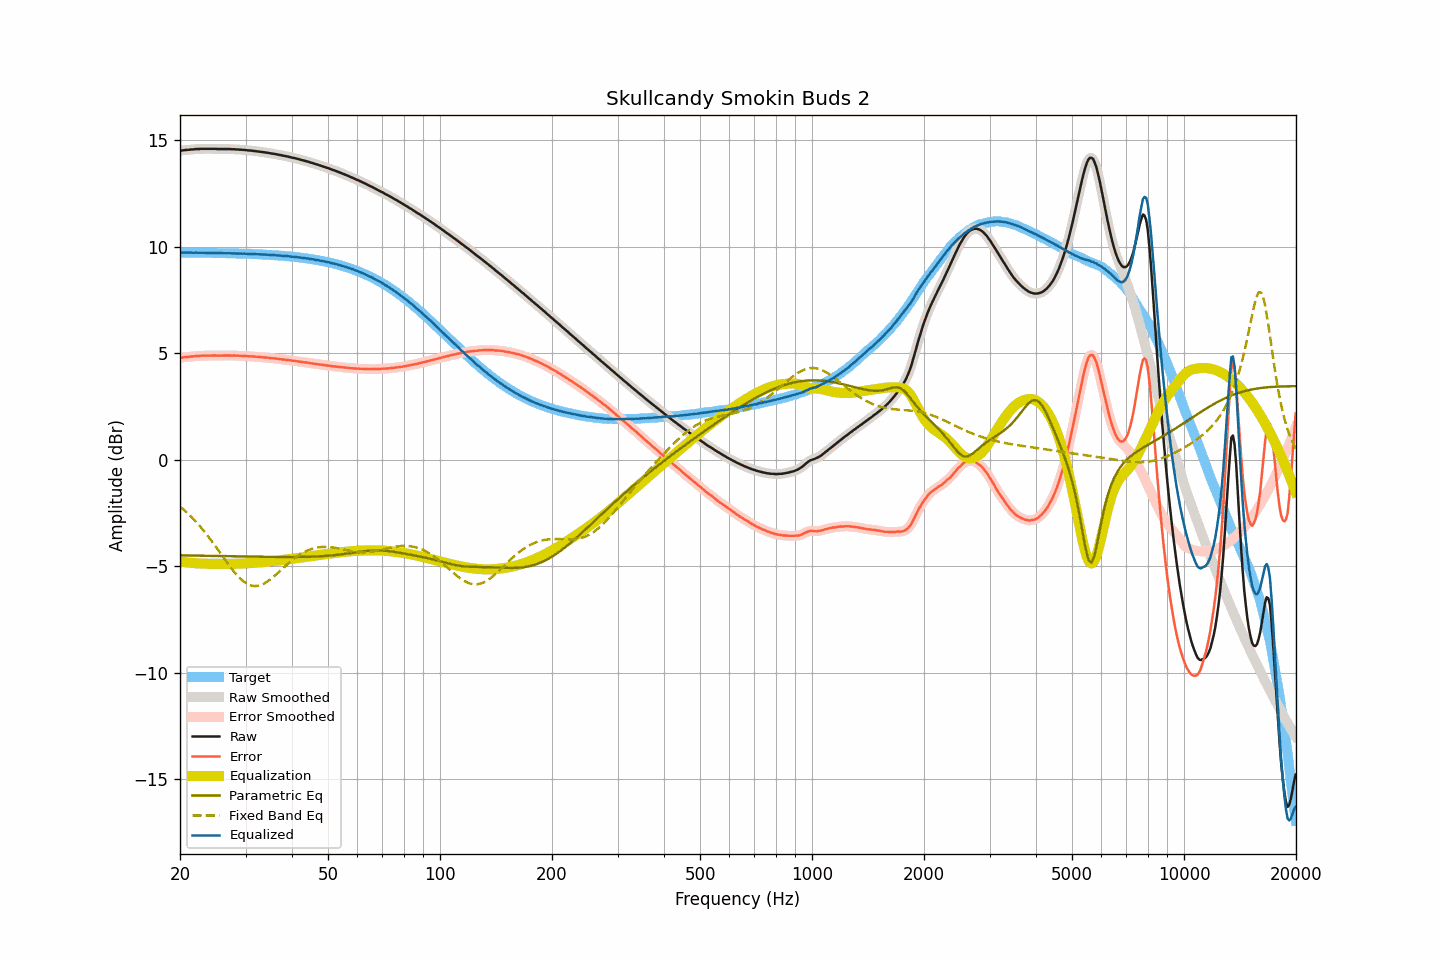 Skullcandy Smokin Buds 2
Amplitude (dBr)
15
10
5
0
−5
−10
−15
Target
Raw Smoothed
Error Smoothed
Raw
Error
Equalization
Parametric Eq
Fixed Band Eq
Equalized
20 50 100 200 500 1000 2000 5000 10000 20000
Frequency (Hz)